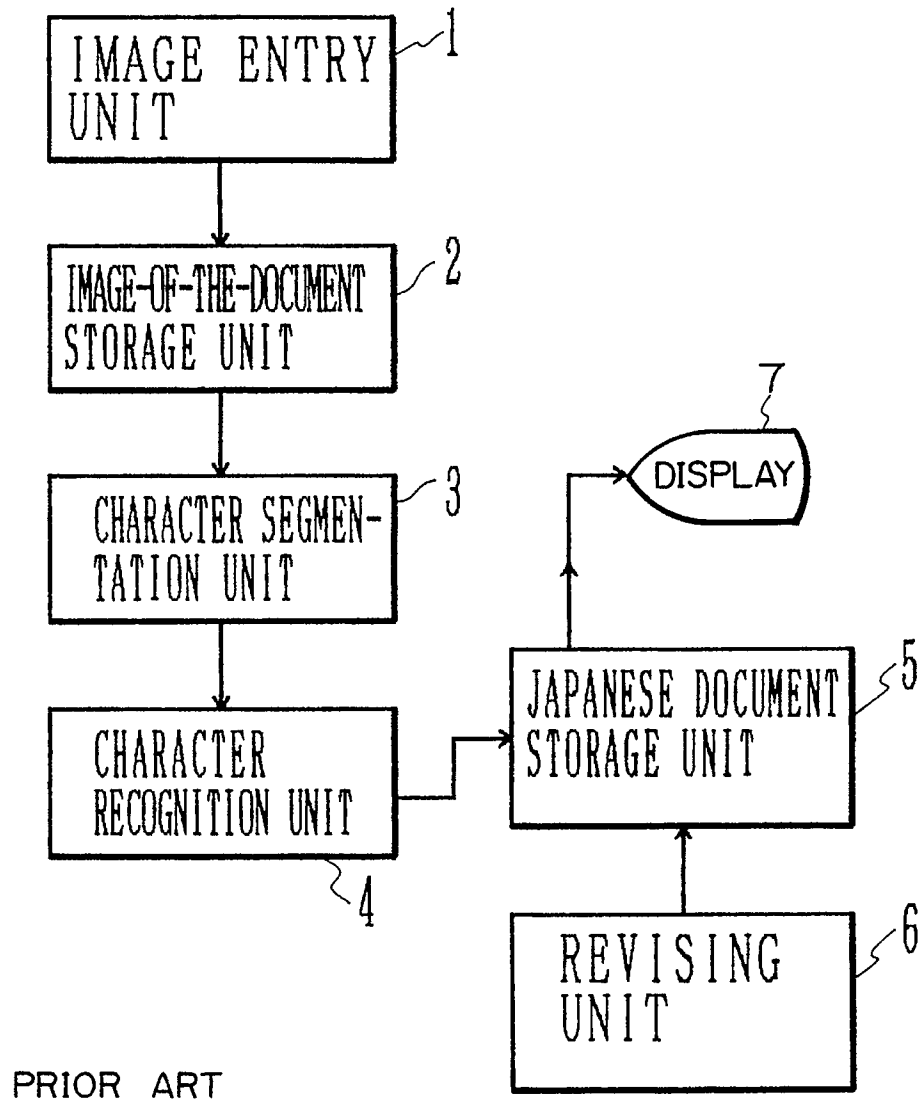 IMAGE ENTRY
UNIT
1
IMAGE-OF-THE-DOCUMENT
STORAGE UNIT
2
CHARACTER SEGMEN-
TATION UNIT
3
CHARACTER
RECOGNITION UNIT
4
7
DISPLAY
JAPANESE DOCUMENT
STORAGE UNIT
5
REVISING
UNIT
6
PRIOR ART